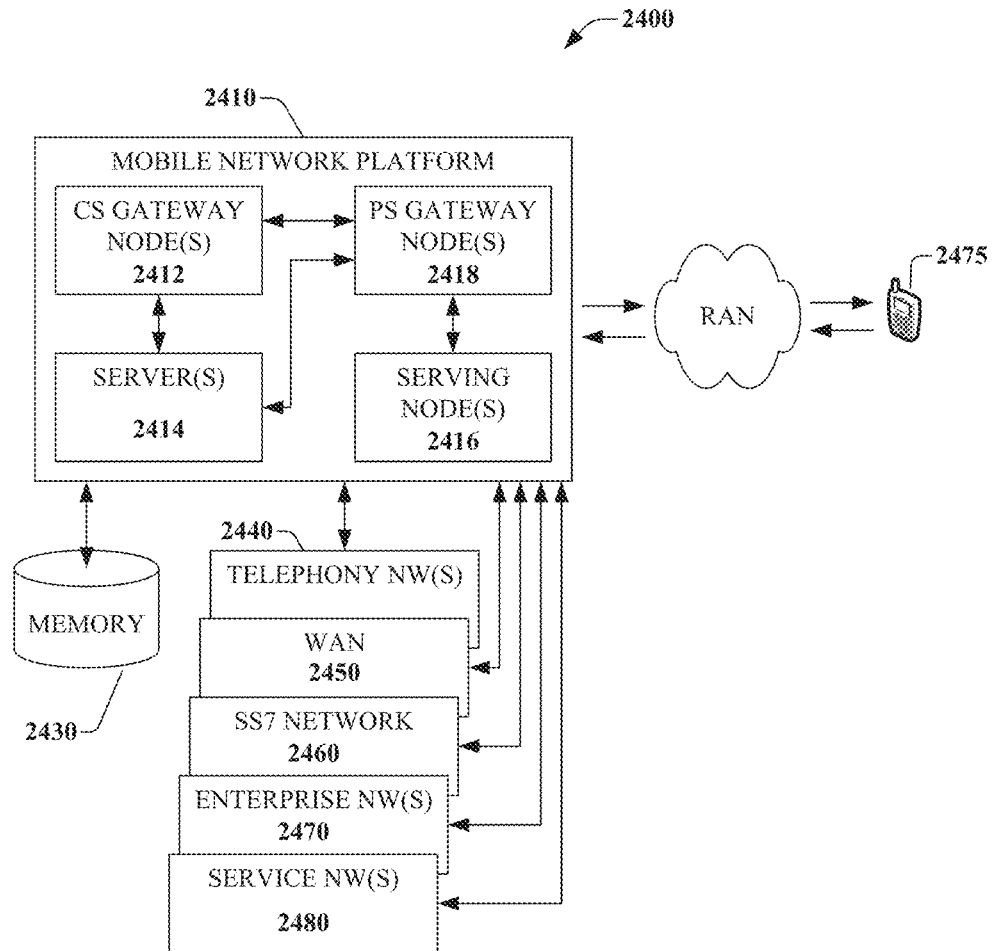 2400
2410
MOBILE NETWORK PLATFORM
CS GATEWAY
NODE(S)
2412
PS GATEWAY
NODE(S)
2418
SERVER(S)
2414
SERVING
NODE(S)
2416
RAN
2475
2440
TELEPHONY NW(S)
MEMORY
2430
WAN
2450
SS7 NETWORK
2460
ENTERPRISE NW(S)
2470
SERVICE NW(S)
2480